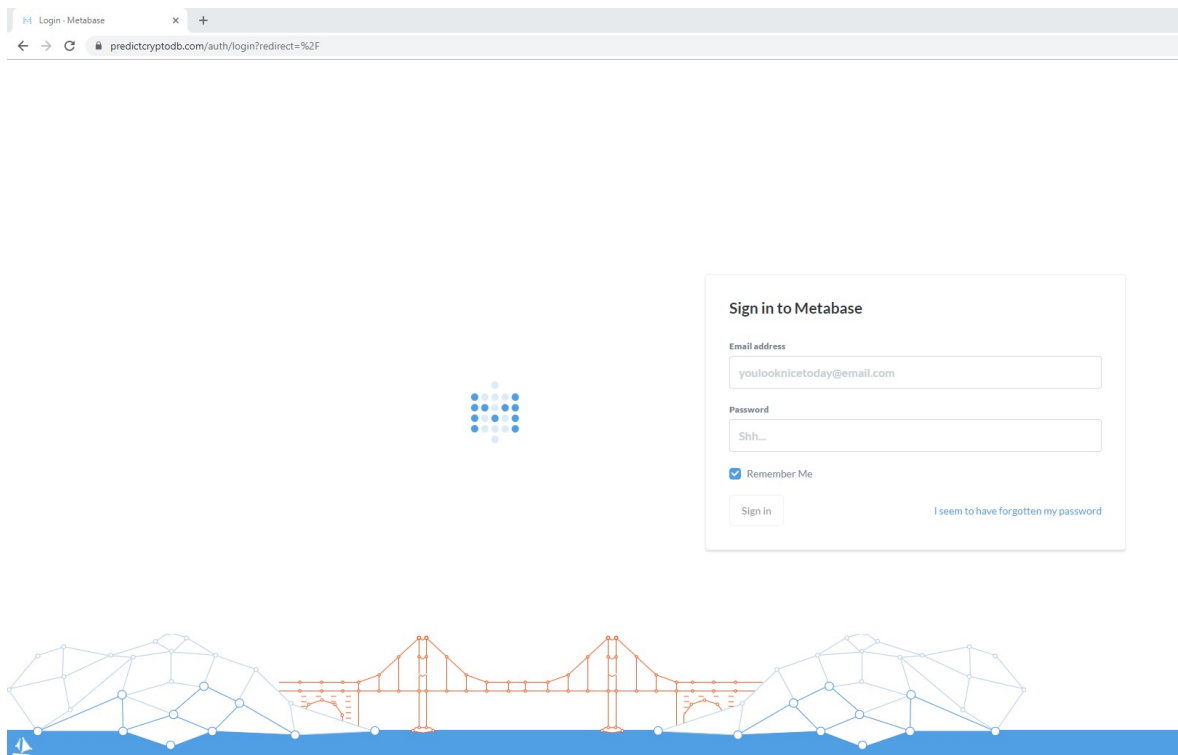 Login · Metabase
predictcryptodb.com/auth/login?redirect=%2F
Sign in to Metabase
Email address
youlooknicetoday@email.com
Password
Shh...
Remember Me
Sign in
I seem to have forgotten my password